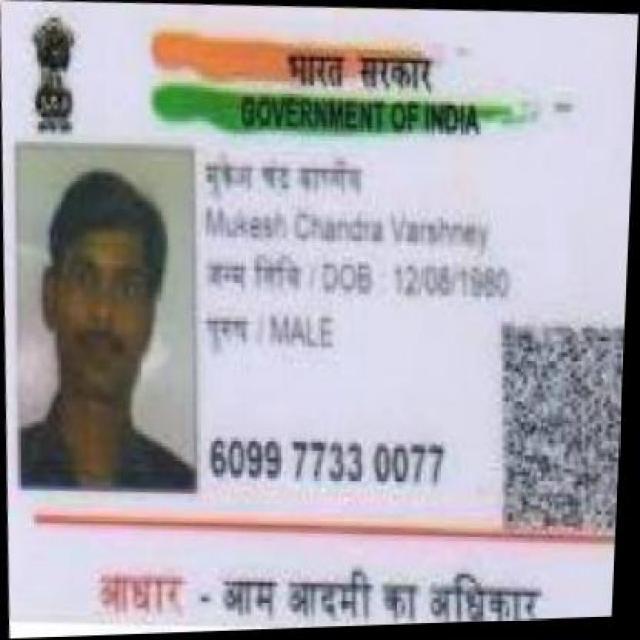 भारत सरकार
GOVERNMENT OF INDIA
मुकेश चंद्र
Mukesh Chandra Varshney
जन्म तिथि / DOB : 12/08/1980
पुरुष / MALE
6099 7733 0077
आधार - आम आदमी का अधिकार